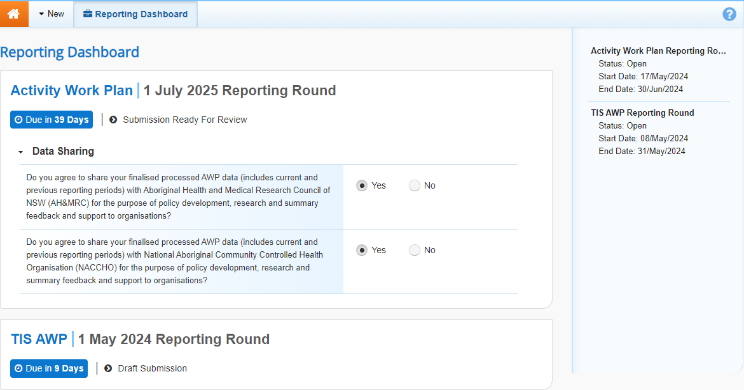 New
Reporting Dashboard
Reporting Dashboard
Activity Work Plan | 1 July 2025 Reporting Round
Due in 39 Days
Submission Ready For Review
Data Sharing
Do you agree to share your finalised processed AWP data (includes current and
previous reporting periods) with Aboriginal Health and Medical Research Council of
NSW (AH&MRC) for the purpose of policy development, research and summary
feedback and support to organisations?
Yes No
Do you agree to share your finalised processed AWP data (includes current and
previous reporting periods) with National Aboriginal Community Controlled Health
Organisation (NACCHO) for the purpose of policy development, research and
summary feedback and support to organisations?
Yes No
TIS AWP | 1 May 2024 Reporting Round
Due in 9 Days
Draft Submission
?
Activity Work Plan Reporting Ro...
Status: Open
Start Date: 17/May/2024
End Date: 30/Jun/2024
TIS AWP Reporting Round
Status: Open
Start Date: 08/May/2024
End Date: 31/May/2024